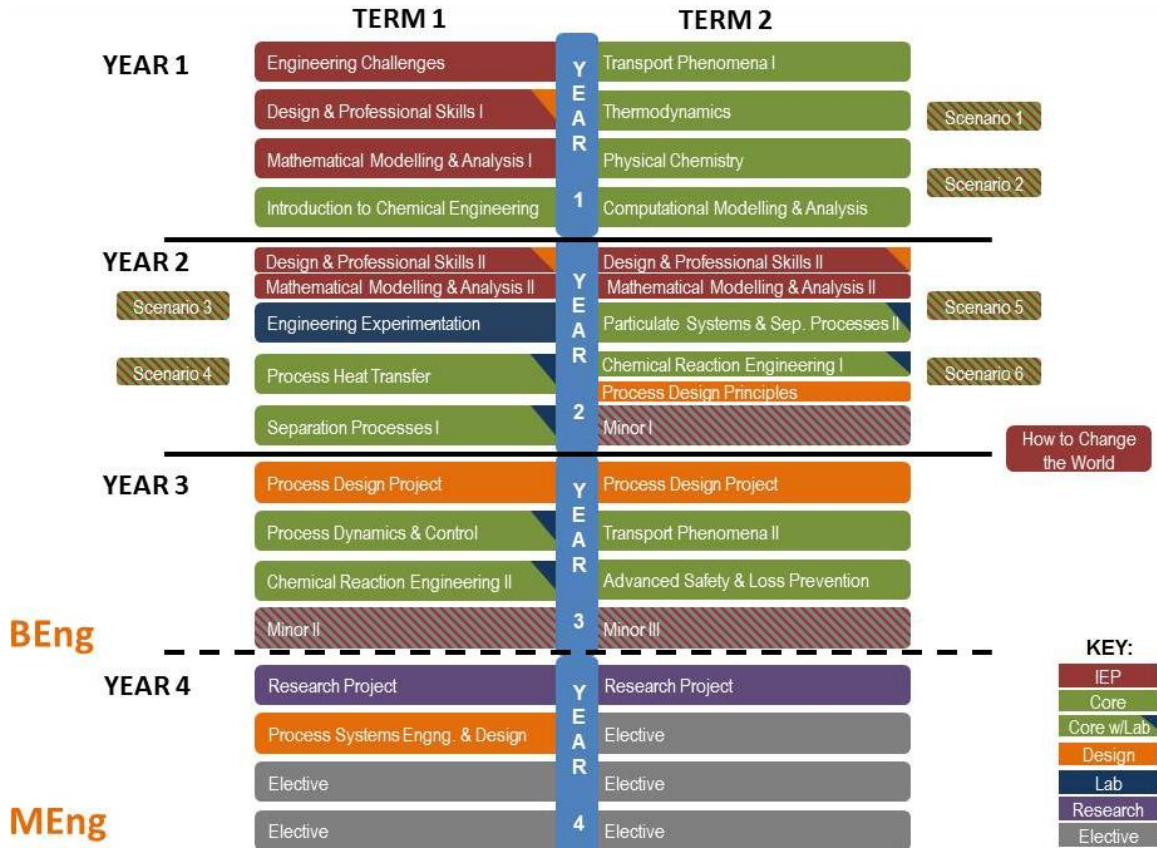 TERM 1
TERM 2
YEAR 1
Engineering Challenges
Transport Phenomena I
Design & Professional Skills I
Thermodynamics
Scenario 1
Mathematical Modelling & Analysis I
Physical Chemistry
Scenario 2
Introduction to Chemical Engineering
Computational Modelling & Analysis
YEAR 1
YEAR 2
Design & Professional Skills II
Design & Professional Skills II
Mathematical Modelling & Analysis II
Mathematical Modelling & Analysis II
Scenario 3
Engineering Experimentation
Particulate Systems & Sep. Processes II
Scenario 5
Scenario 4
Process Heat Transfer
Chemical Reaction Engineering I
Scenario 6
Process Design Principles
Separation Processes I
Minor I
YEAR 2
How to Change
the World
YEAR 3
Process Design Project
Process Design Project
Process Dynamics & Control
Transport Phenomena II
Chemical Reaction Engineering II
Advanced Safety & Loss Prevention
Minor II
Minor III
YEAR 3
BEng
YEAR 4
Research Project
Research Project
Process Systems Engng. & Design
Elective
Elective
Elective
Elective
Elective
YEAR 4
MEng
KEY:
IEP
Core
Core w/Lab
Design
Lab
Research
Elective